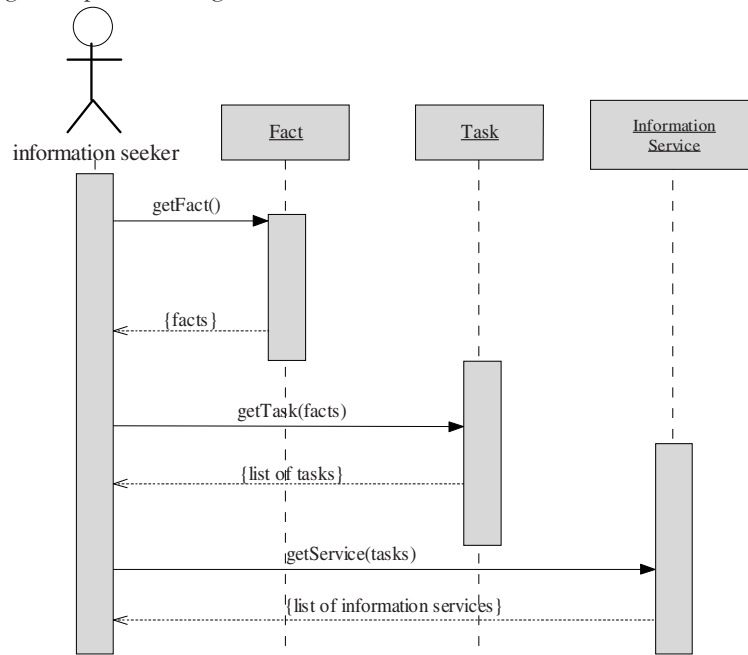 Fact
Task
Information
Service
information seeker
getFact()
{facts}
getTask(facts)
{list of tasks}
getService(tasks)
{list of information services}